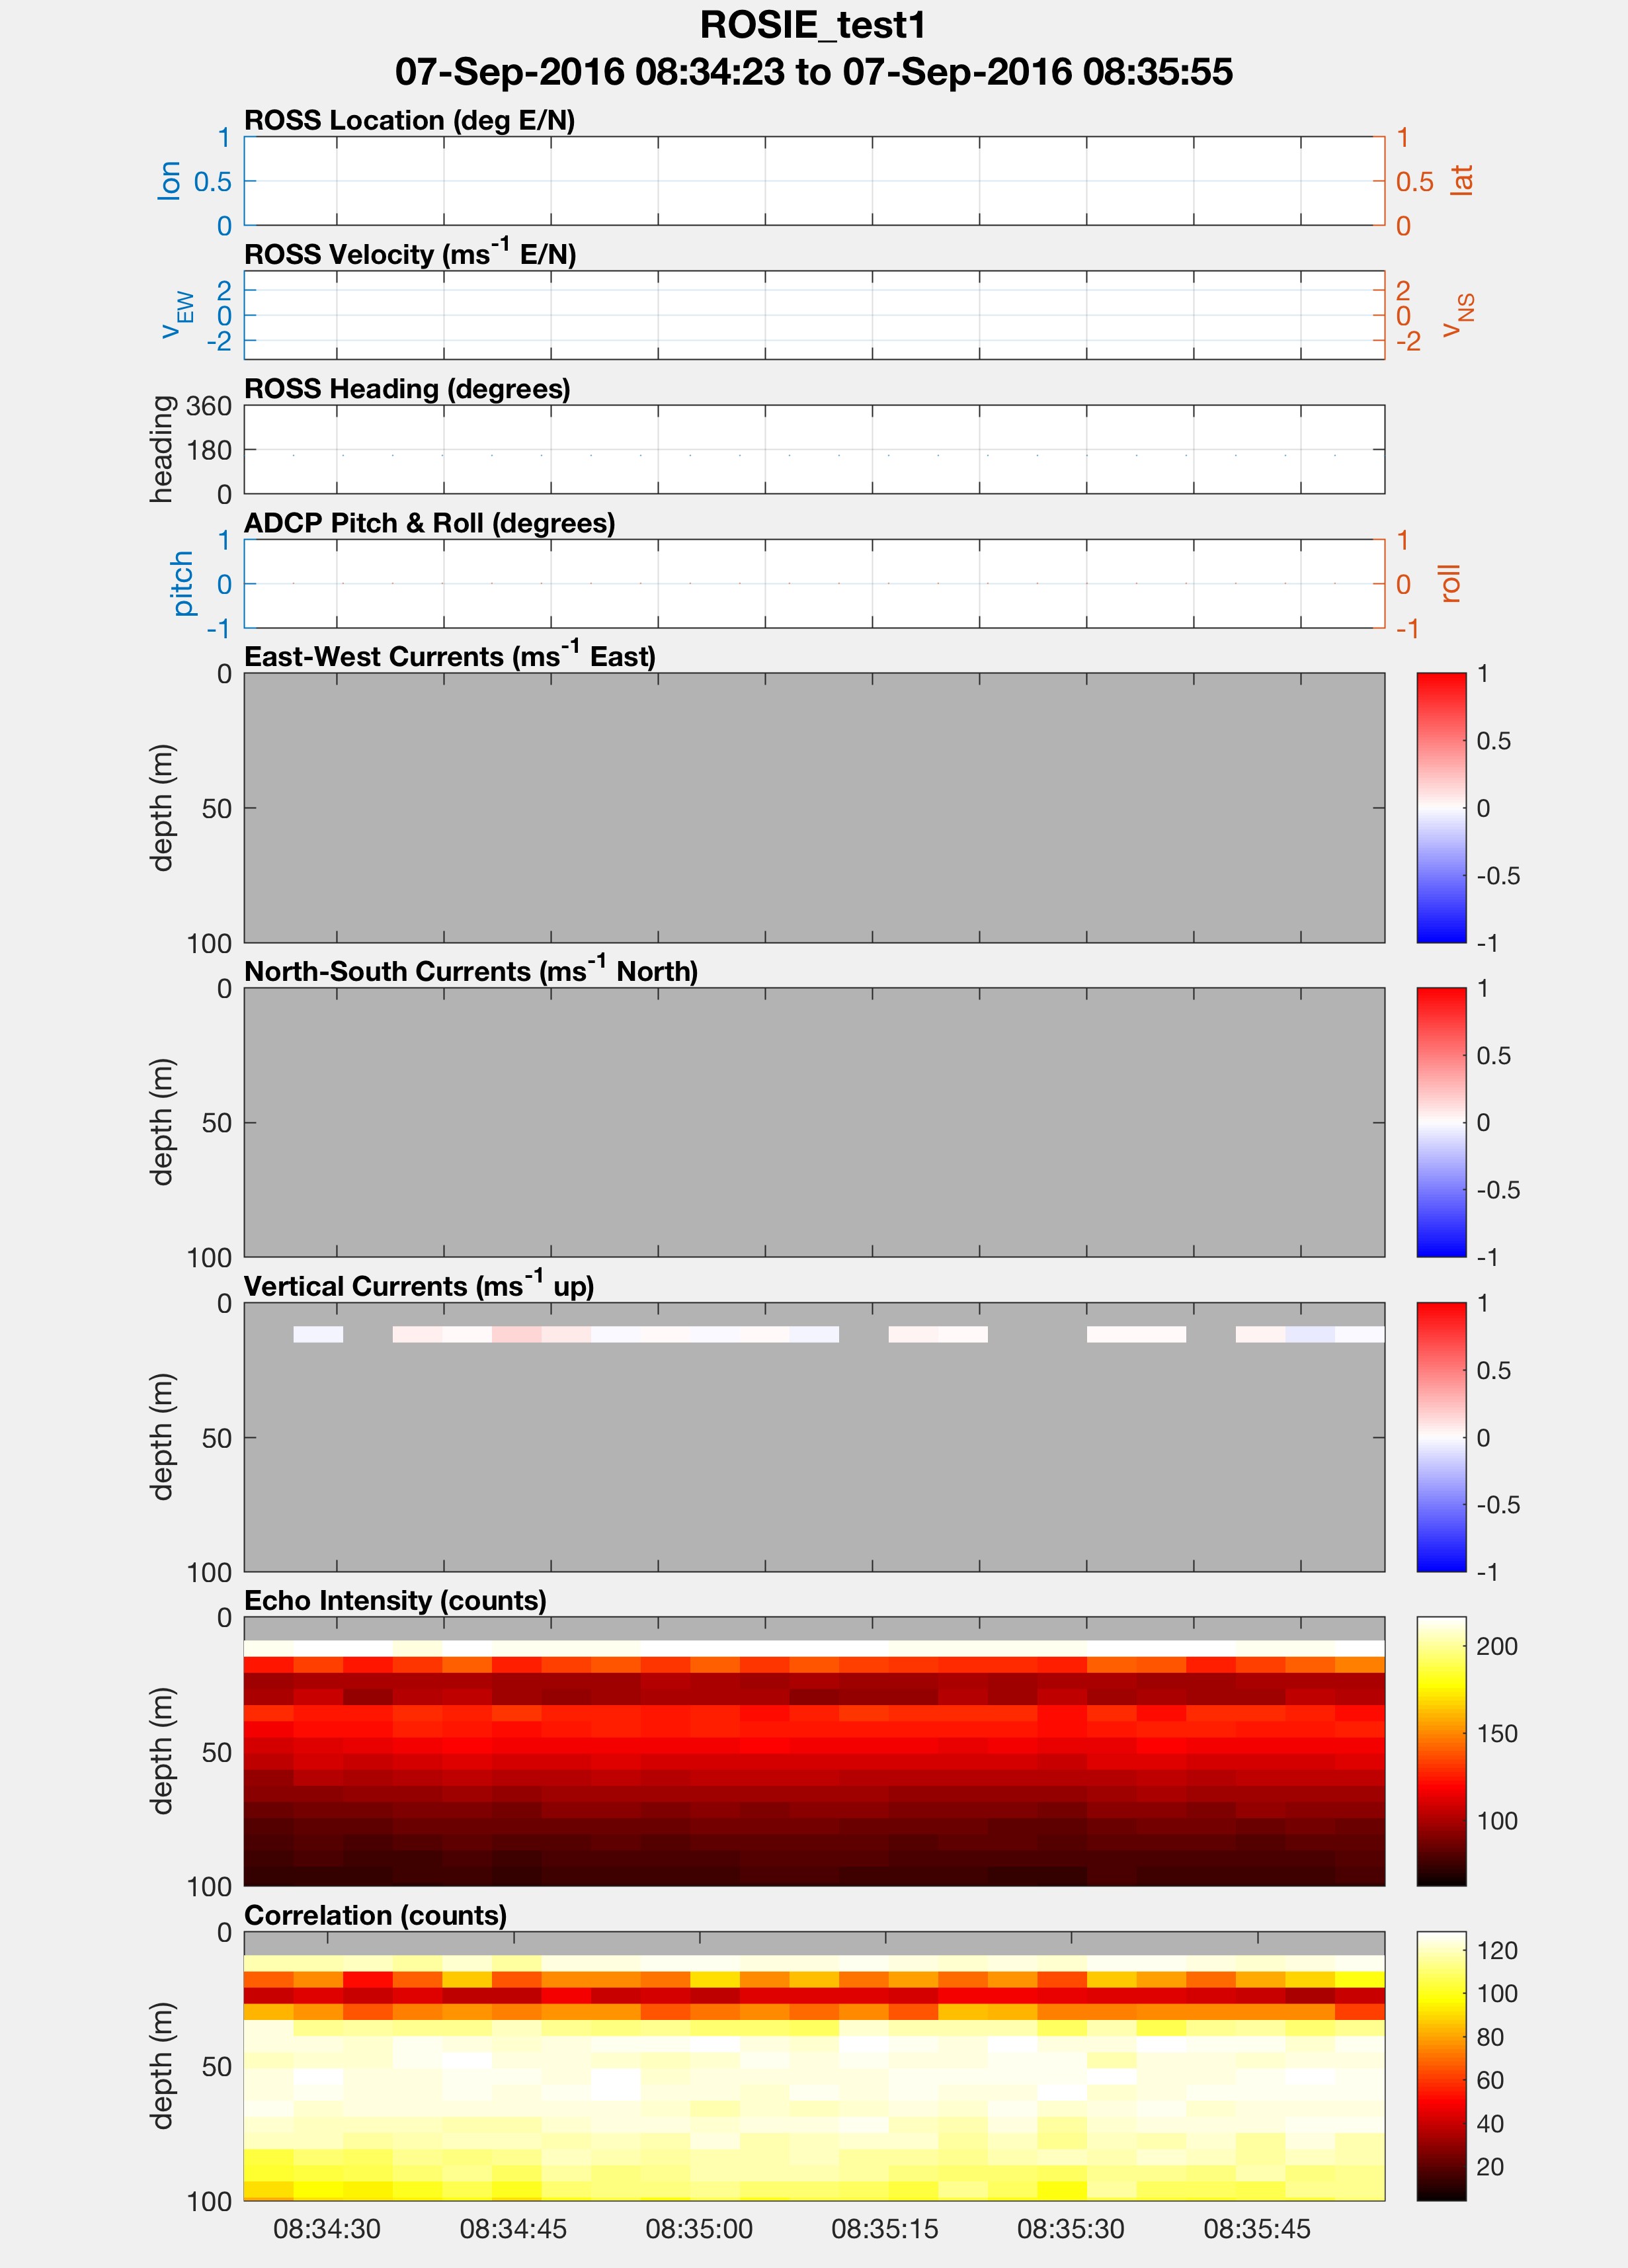 ROSIE_test1
07-Sep-2016 08:34:23 to 07-Sep-2016 08:35:55
ROSS Location (deg E/N)
lon
1
0.5
0
1
0.5
0
lat
ROSS Velocity (ms-1 E/N)
vEW
2
0
-2
2
0
-2
vNS
ROSS Heading (degrees)
heading
360
180
0
ADCP Pitch & Roll (degrees)
pitch
1
0
-1
1
0
-1
roll
East-West Currents (ms-1 East)
depth (m)
0
50
100
1
0.5
0
-0.5
-1
North-South Currents (ms-1 North)
depth (m)
0
50
100
1
0.5
0
-0.5
-1
Vertical Currents (ms-1 up)
depth (m)
0
50
100
1
0.5
0
-0.5
-1
Echo Intensity (counts)
depth (m)
0
50
100
200
150
100
Correlation (counts)
depth (m)
0
50
100
120
100
80
60
40
20
08:34:30 08:34:45 08:35:00 08:35:15 08:35:30 08:35:45